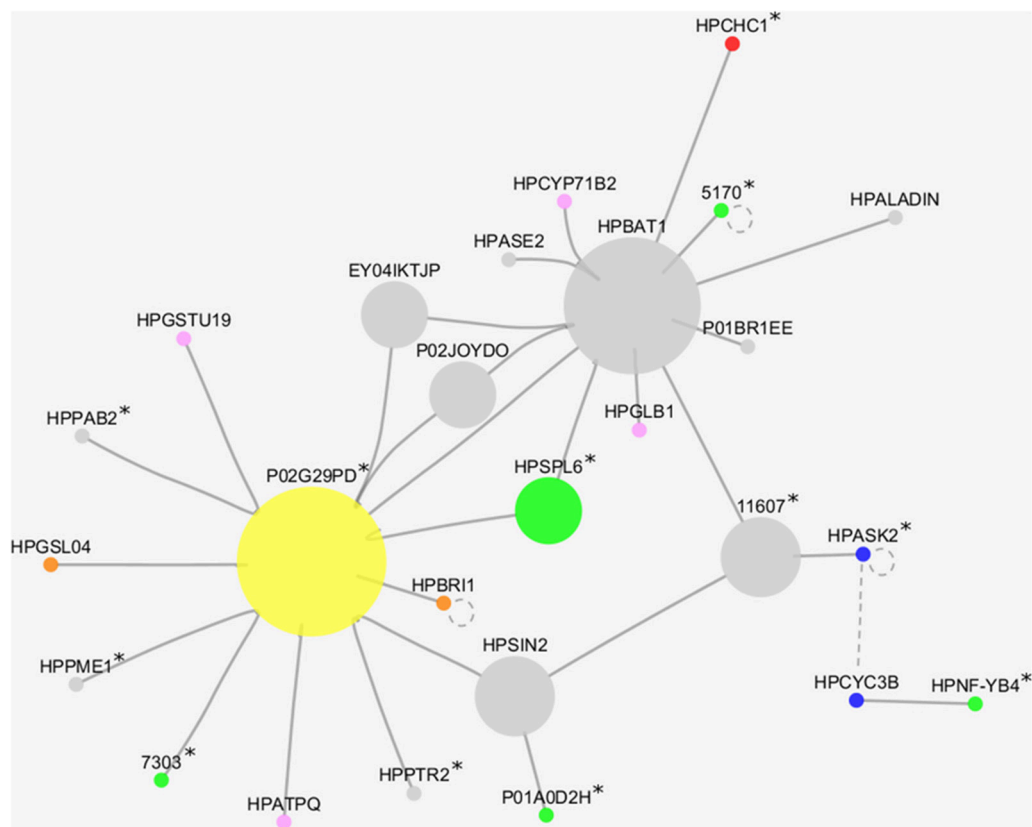 HPCHC1*
HPCYP71B2
5170*
HPALADIN
HPBAT1
HPASE2
EY04IKTJP
HPGSTU19
P01BR1EE
P02JOYDO
HPPAB2*
HPGLB1
P02G29PD*
HPSPL6*
11607*
HPASK2*
HPGSL04
HPBRI1
HPSIN2
HPPME1*
HPCYC3B
HPNF-YB4*
7303*
HPPTR2*
HPATPQ
P01A0D2H*